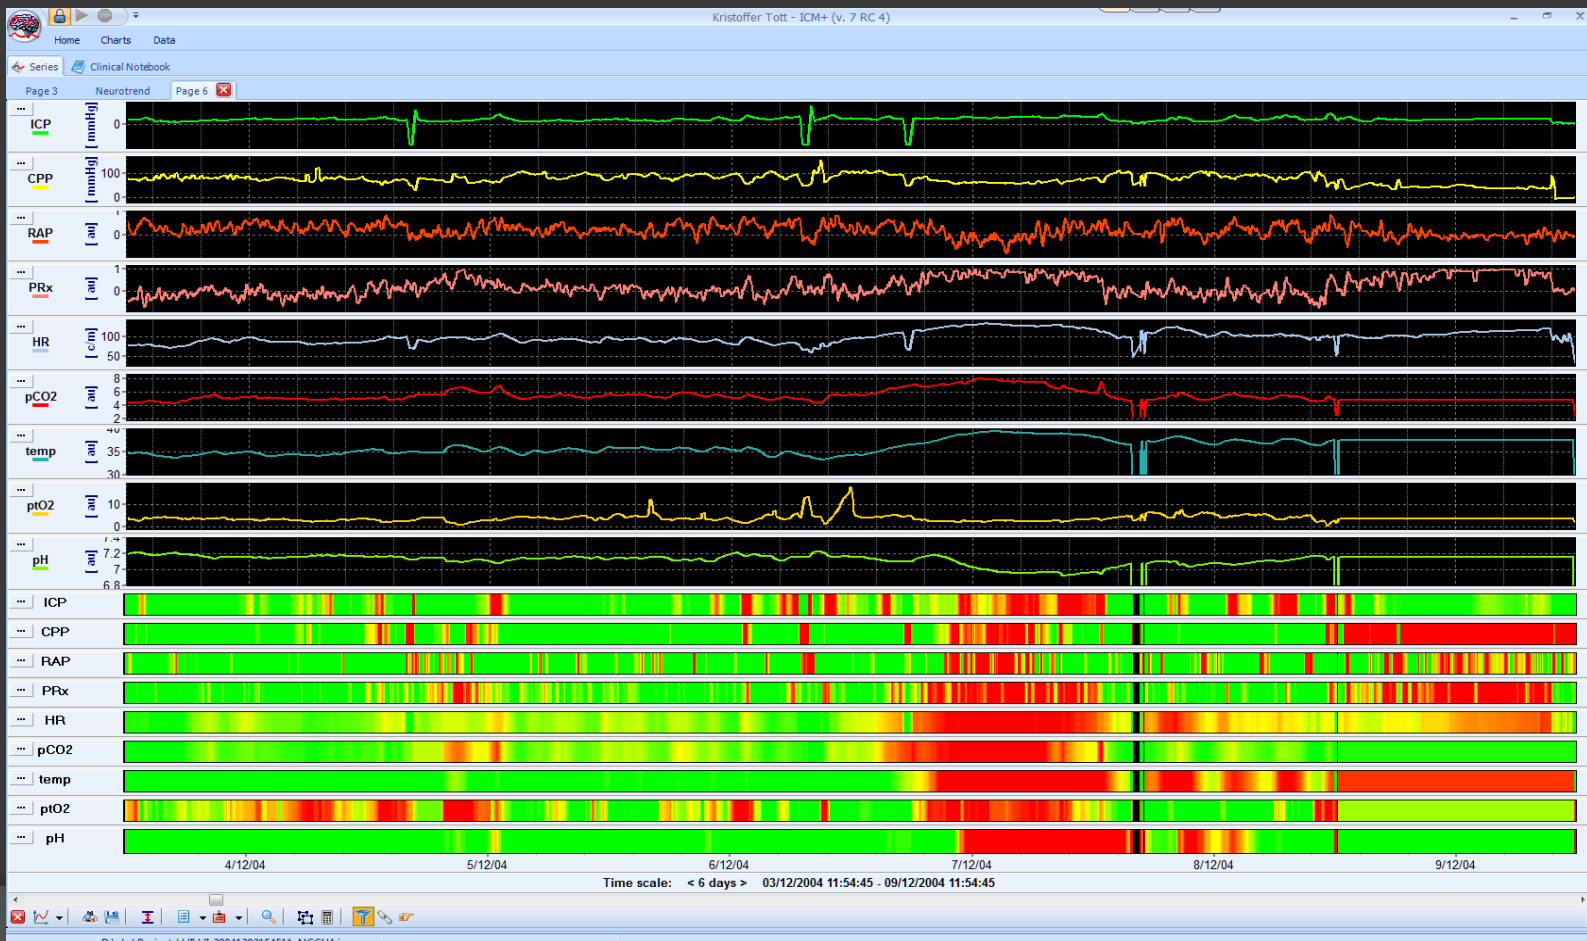 Kristoffer Tott - ICM+ (v. 7 RC 4)
Home Charts Data
Series Clinical Notebook
Page 3 Neurotrend Page 6
ICP [ mmHg] 0
CPP [ mmHg] 100 0
RAP [ au] 1 0
PRx [ au] 1 0
HR [ c/m] 100 50
pCO2 [ au] 8 6 4 2
temp [ au] 40 35 30
ptO2 [ au] 10 0
pH [ au] 7.4 7.2 7 6.8
ICP
CPP
RAP
PRx
HR
pCO2
temp
ptO2
pH
4/12/04 5/12/04 6/12/04 7/12/04 8/12/04 9/12/04
Time scale: < 6 days > 03/12/2004 11:54:45 - 09/12/2004 11:54:45